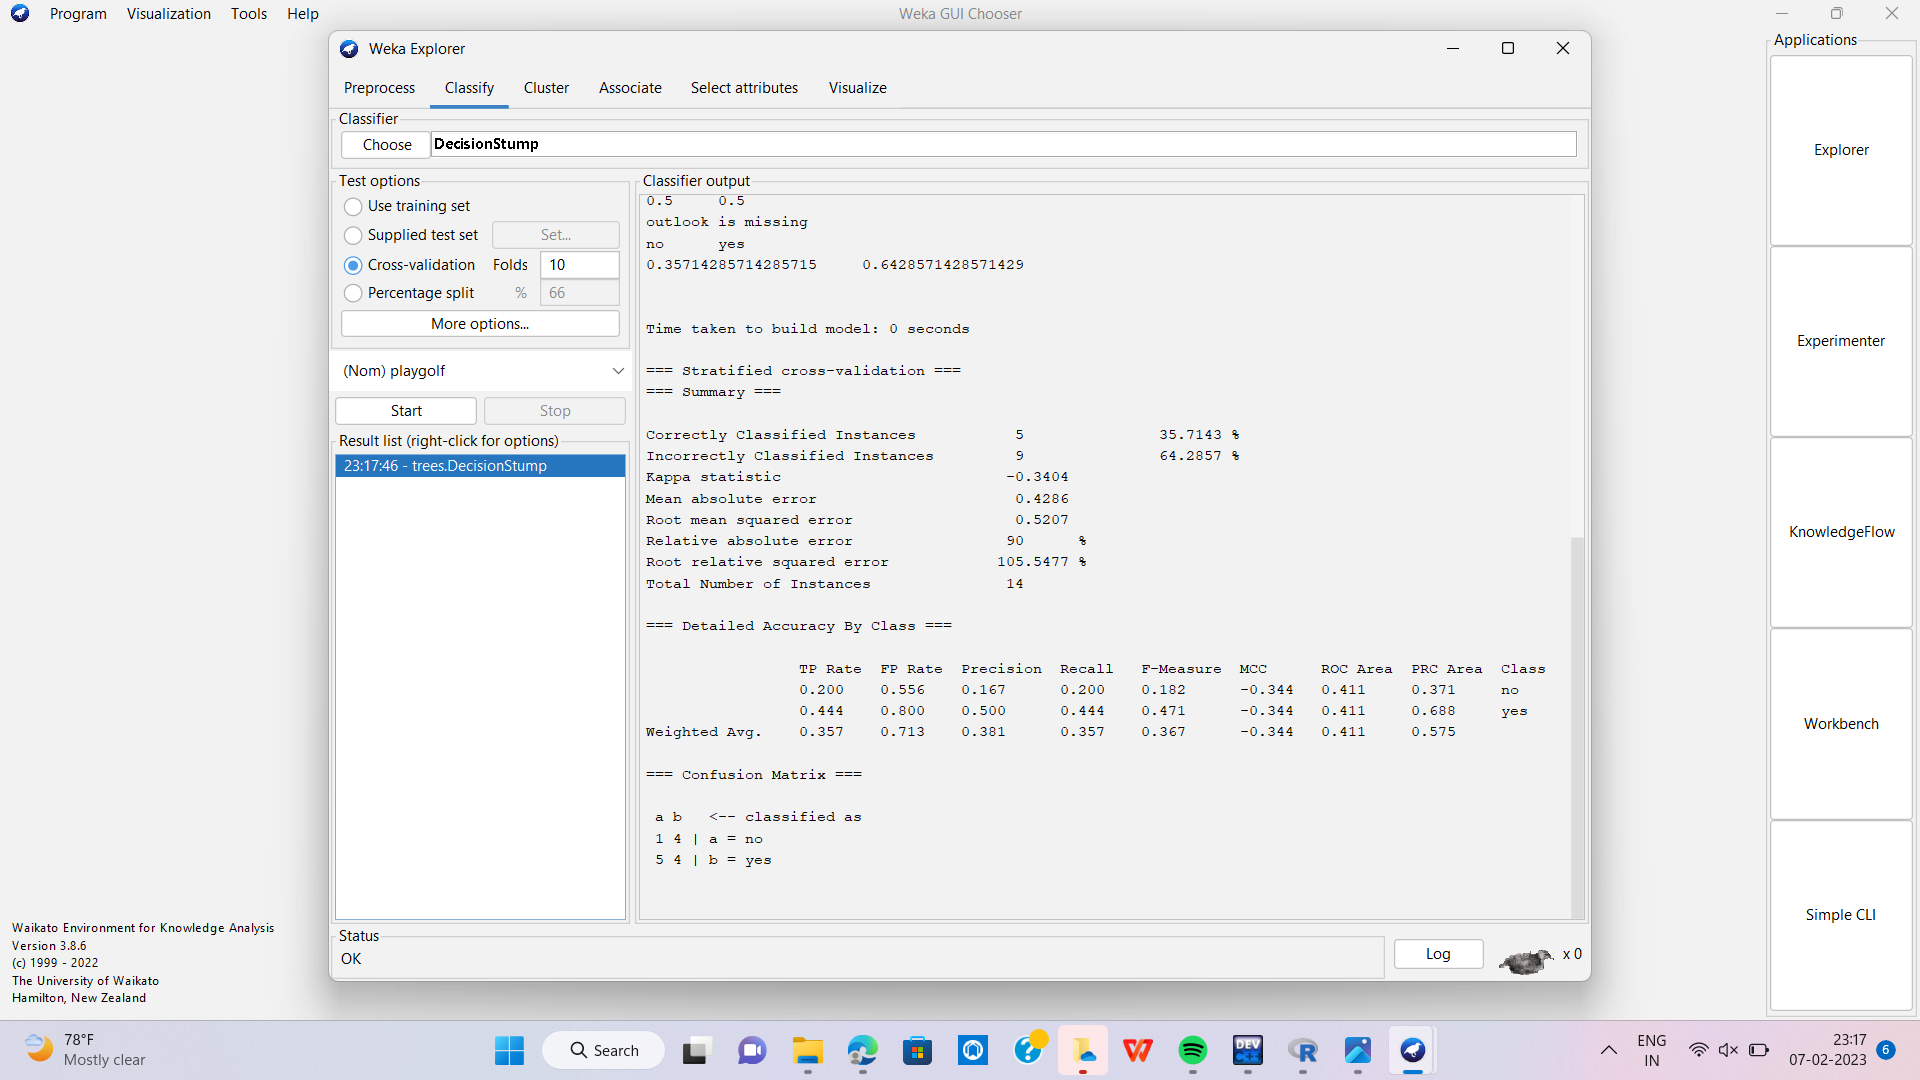 Program Visualization Tools Help
Weka GUI Chooser
Applications
Weka Explorer
Preprocess Classify Cluster Associate Select attributes Visualize
Classifier
Choose DecisionStump
Test options
Use training set
Supplied test set Set...
Cross-validation Folds 10
Percentage split % 66
More options...
(Nom) playgolf
Start Stop
Result list (right-click for options)
23:17:46 - trees.DecisionStump
Classifier output
0.5 0.5
outlook is missing
no yes
0.35714285714285715 0.6428571428571429
Time taken to build model: 0 seconds
=== Stratified cross-validation ===
=== Summary ===
Correctly Classified Instances 5 35.7143 %
Incorrectly Classified Instances 9 64.2857 %
Kappa statistic -0.3404
Mean absolute error 0.4286
Root mean squared error 0.5207
Relative absolute error 90 %
Root relative squared error 105.5477 %
Total Number of Instances 14
=== Detailed Accuracy By Class ===
TP Rate FP Rate Precision Recall F-Measure MCC ROC Area PRC Area Class
0.200 0.556 0.167 0.200 0.182 -0.344 0.411 0.371 no
0.444 0.800 0.500 0.444 0.471 -0.344 0.411 0.688 yes
Weighted Avg. 0.357 0.713 0.381 0.357 0.367 -0.344 0.411 0.575
=== Confusion Matrix ===
a b <-- classified as
1 4 | a = no
5 4 | b = yes
Status
OK
Log
x 0
Explorer
Experimenter
KnowledgeFlow
Workbench
Simple CLI
Waikato Environment for Knowledge Analysis
Version 3.8.6
(c) 1999 - 2022
The University of Waikato
Hamilton, New Zealand
78°F
Mostly clear
Search
?
W
DEV
C++
R
ENG
IN
23:17
07-02-2023
6